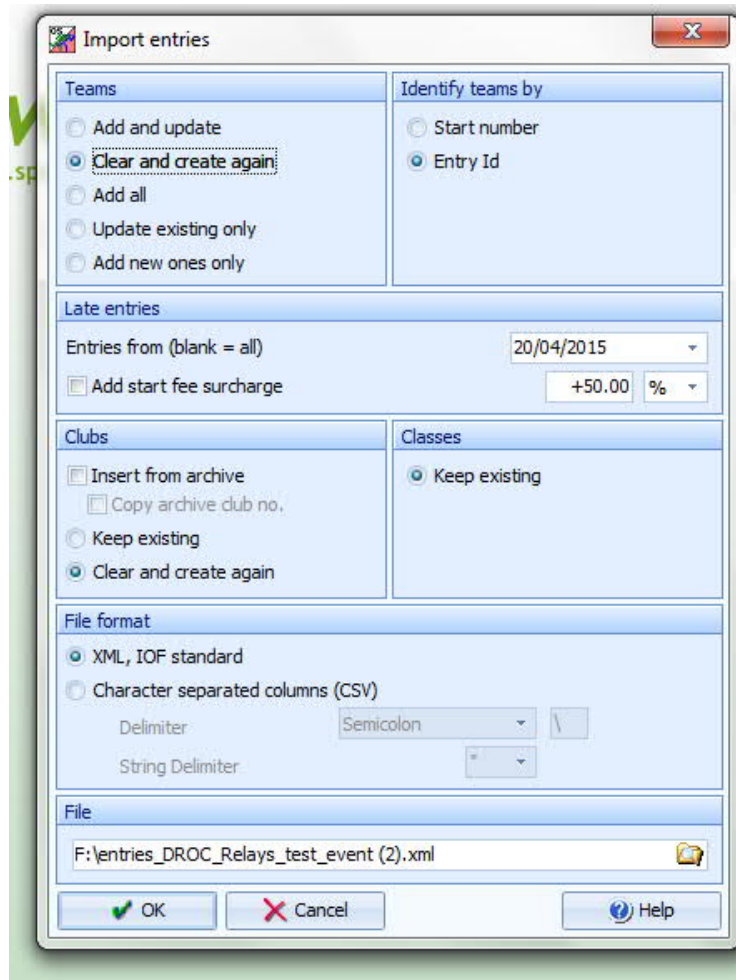 Import entries
Teams
Add and update
Clear and create again
Add all
Update existing only
Add new ones only
Identify teams by
Start number
Entry Id
Late entries
Entries from (blank = all) 20/04/2015
Add start fee surcharge +50.00 %
Clubs
Insert from archive
Copy archive club no.
Keep existing
Clear and create again
Classes
Keep existing
File format
XML, IOF standard
Character separated columns (CSV)
Delimiter Semicolon \
String Delimiter "
File
F:\entries_DROC_Relays_test_event (2).xml
OK Cancel Help